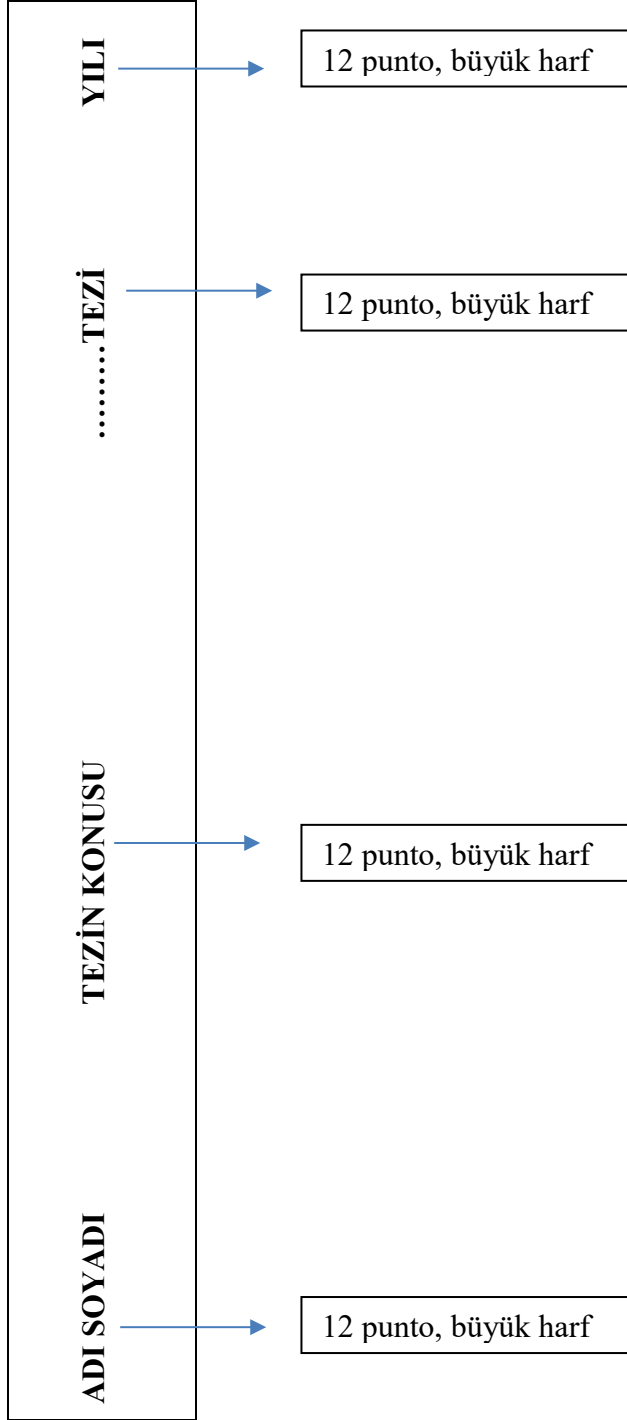 YILI
12 punto, büyük harf
..........TEZİ
12 punto, büyük harf
TEZİN KONUSU
12 punto, büyük harf
ADI SOYADI
12 punto, büyük harf